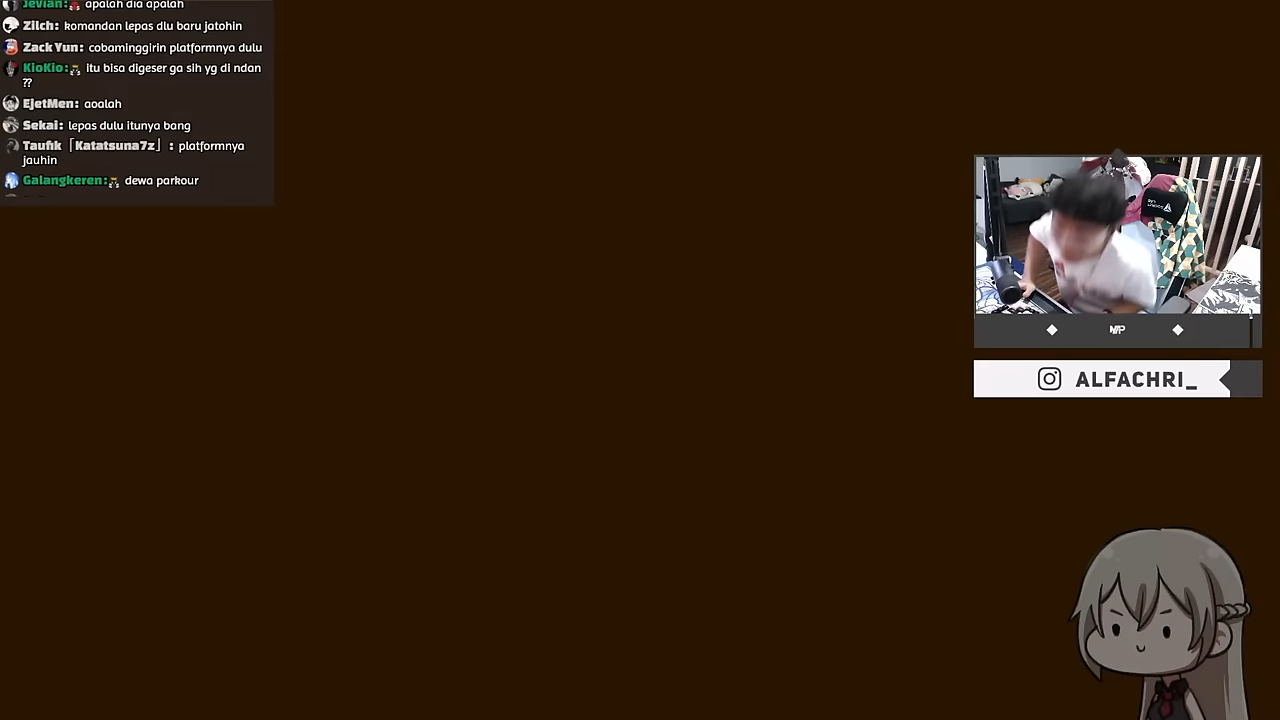 Jevian: apalah dia apalah
Zilch: komandan lepas dlu baru jatohin
Zack Yun: cobaminggirin platformnya dulu
KioKio: itu bisa digeser ga sih yg di ndan
??
EjetMen: aoalah
Sekai: lepas dulu itunya bang
Taufik「Katatsuna7z」 : platformnya
jauhin
Galangkeren: dewa parkour
ALFACHRI_